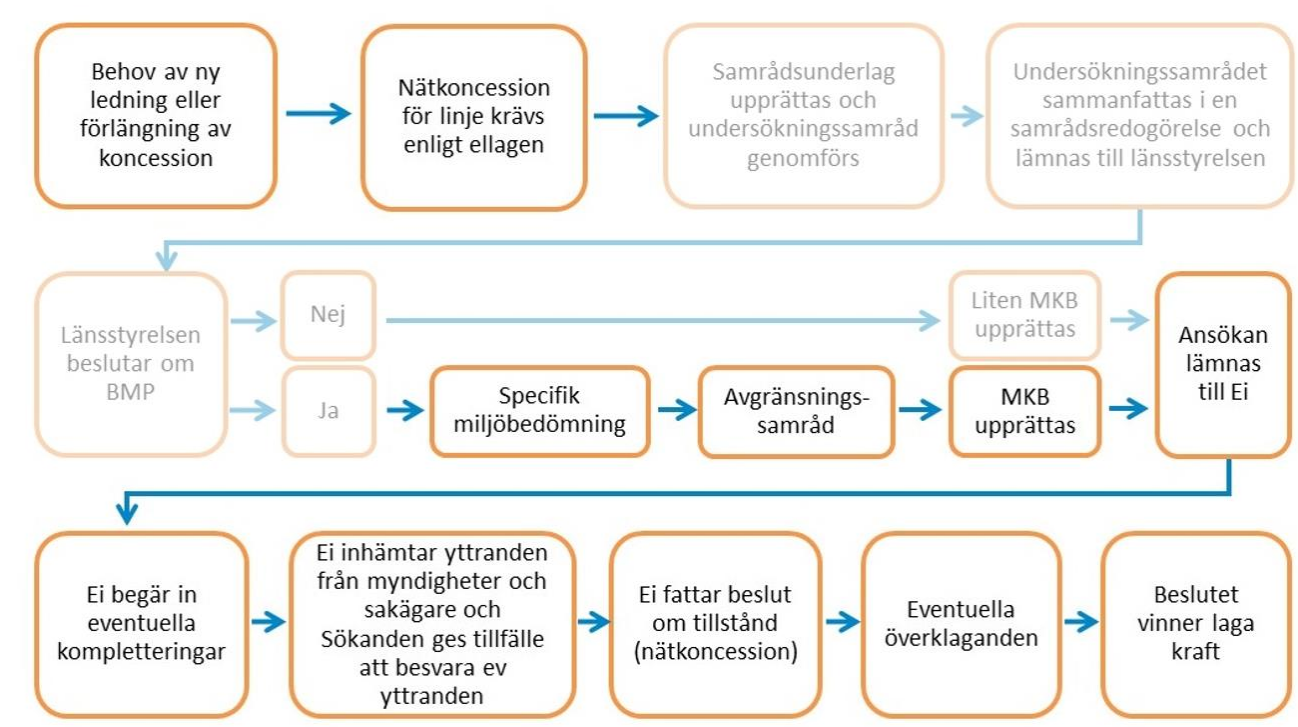 Behov av ny
ledning eller
förlängning av
koncession
Nätkoncession
för linje krävs
enligt ellagen
Samrådsunderlag
upprättas och
undersökningssamråd
genomförs
Undersökningssamrådet
sammanfattas i en
samrådsredogörelse och
lämnas till länsstyrelsen
Länsstyrelsen
beslutar om
BMP
Nej
Liten MKB
upprättas
Ja
Specifik
miljöbedömning
Avgränsnings-
samråd
MKB
upprättas
Ansökan
lämnas
till Ei
Ei begär in
eventuella
kompletteringar
Ei inhämtar yttranden
från myndigheter och
sakägare och
Sökanden ges tillfälle
att besvara ev
yttranden
Ei fattar beslut
om tillstånd
(nätkoncession)
Eventuella
överklaganden
Beslutet
vinner laga
kraft